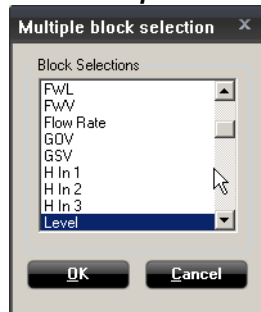 Multiple block selection x
Block Selections
FWL
FWV
Flow Rate
GOV
GSV
H In 1
H In 2
H In 3
Level
OK Cancel